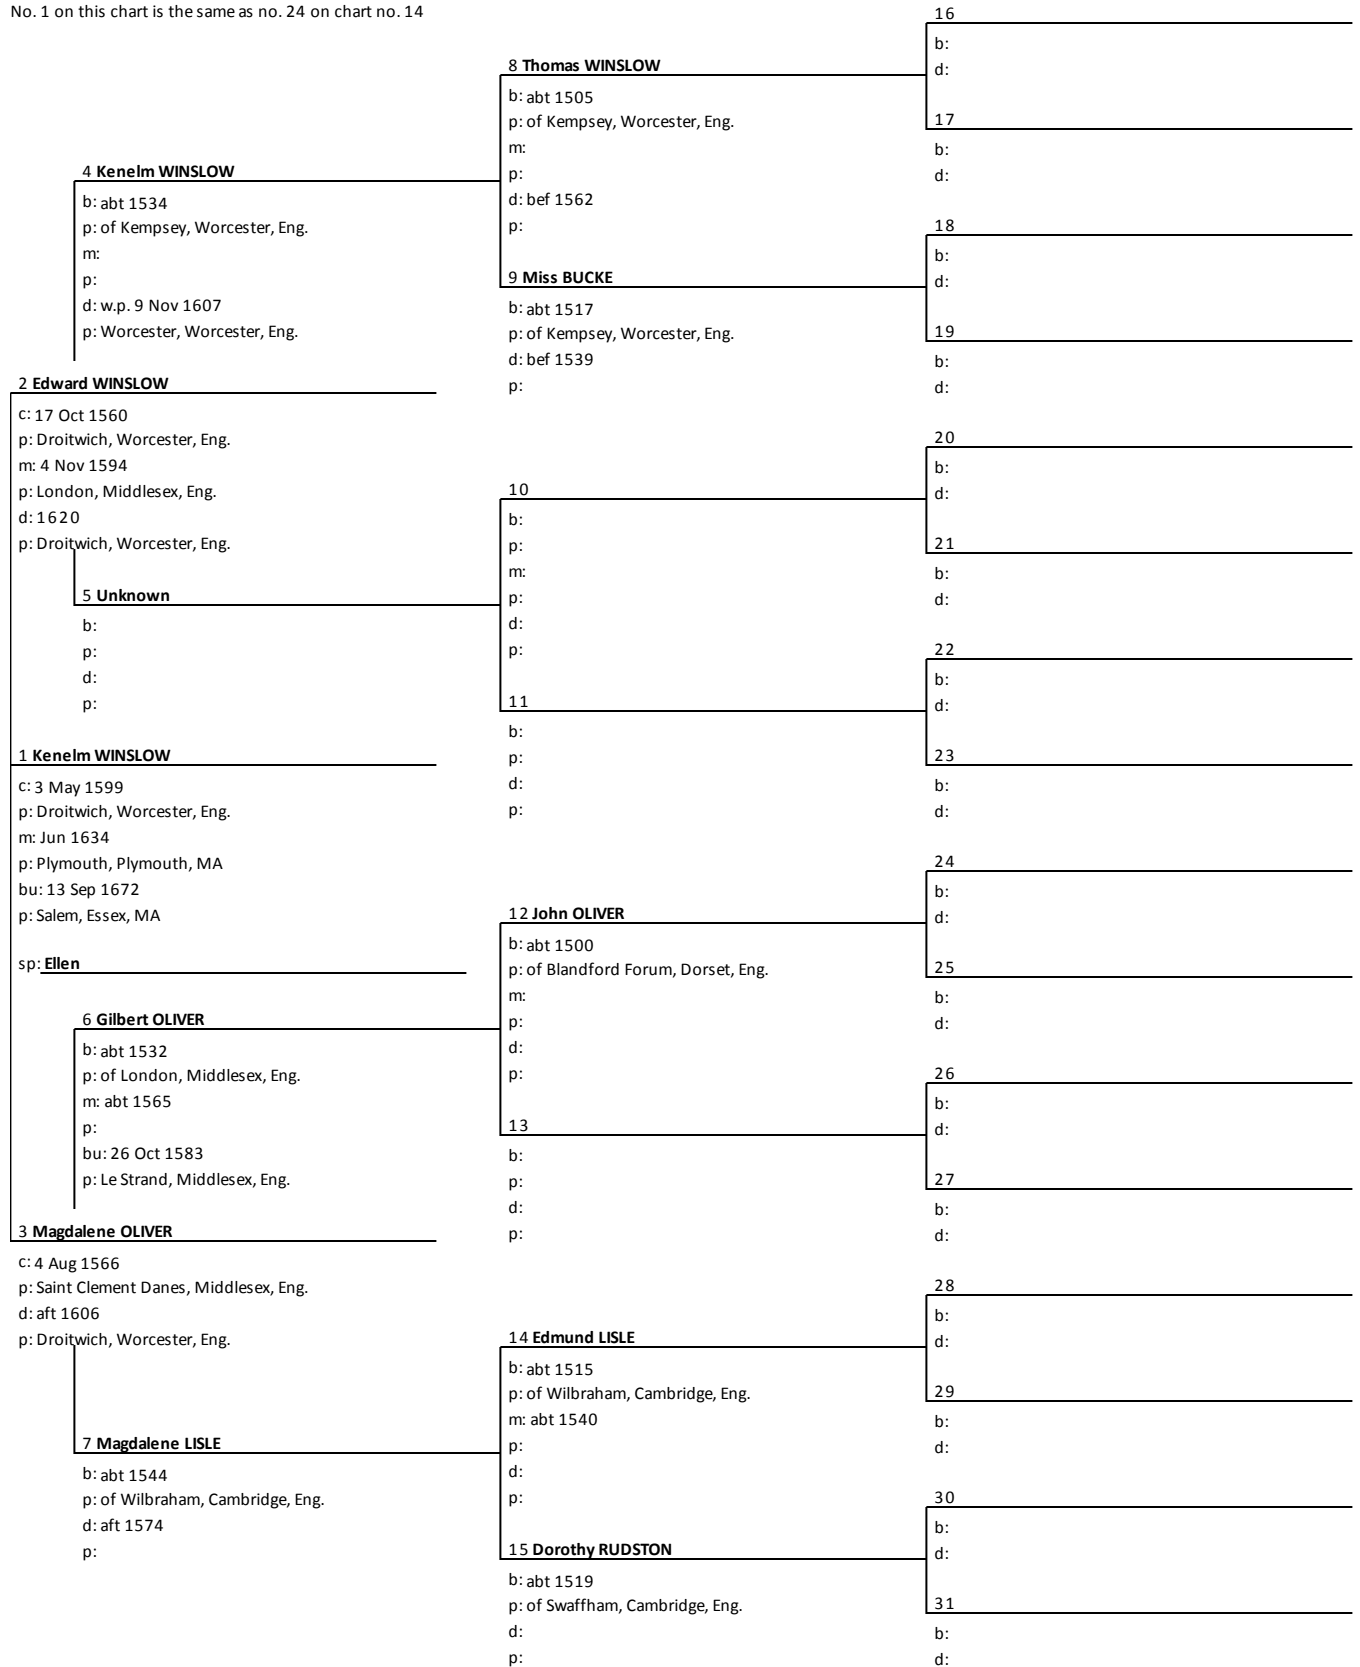 No. 1 on this chart is the same as no. 24 on chart no. 14
2 Edward WINSLOW
c: 17 Oct 1560
p: Droitwich, Worcester, Eng.
m: 4 Nov 1594
p: London, Middlesex, Eng.
d: 1620
p: Droitwich, Worcester, Eng.
1 Kenelm WINSLOW
c: 3 May 1599
p: Droitwich, Worcester, Eng.
m: Jun 1634
p: Plymouth, Plymouth, MA
bu: 13 Sep 1672
p: Salem, Essex, MA
sp: Ellen
3 Magdalene OLIVER
c: 4 Aug 1566
p: Saint Clement Danes, Middlesex, Eng.
d: aft 1606
p: Droitwich, Worcester, Eng.
4 Kenelm WINSLOW
b: abt 1534
p: of Kempsey, Worcester, Eng.
m:
p:
d: w.p. 9 Nov 1607
p: Worcester, Worcester, Eng.
5 Unknown
b:
p:
d:
p:
6 Gilbert OLIVER
b: abt 1532
p: of London, Middlesex, Eng.
m: abt 1565
p:
bu: 26 Oct 1583
p: Le Strand, Middlesex, Eng.
7 Magdalene LISLE
b: abt 1544
p: of Wilbraham, Cambridge, Eng.
d: aft 1574
p:
8 Thomas WINSLOW
b: abt 1505
p: of Kempsey, Worcester, Eng.
m:
p:
d: bef 1562
p:
9 Miss BUCKE
b: abt 1517
p: of Kempsey, Worcester, Eng.
d: bef 1539
p:
10
b:
p:
m:
p:
d:
p:
11
b:
p:
d:
p:
12 John OLIVER
b: abt 1500
p: of Blandford Forum, Dorset, Eng.
m:
p:
d:
p:
13
b:
p:
d:
p:
14 Edmund LISLE
b: abt 1515
p: of Wilbraham, Cambridge, Eng.
m: abt 1540
p:
d:
p:
15 Dorothy RUDSTON
b: abt 1519
p: of Swaffham, Cambridge, Eng.
d:
p:
16
b:
d:
17
b:
d:
18
b:
d:
19
b:
d:
20
b:
d:
21
b:
d:
22
b:
d:
23
b:
d:
24
b:
d:
25
b:
d:
26
b:
d:
27
b:
d:
28
b:
d:
29
b:
d:
30
b:
d:
31
b:
d: